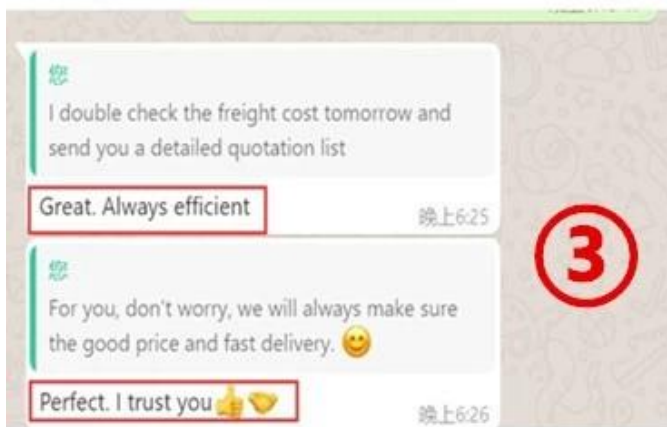 您
I double check the freight cost tomorrow and
send you a detailed quotation list
Great. Always efficient
晚上6:25
③
您
For you, don't worry, we will always make sure
the good price and fast delivery. 😊
Perfect. I trust you👍🤝
晚上6:26